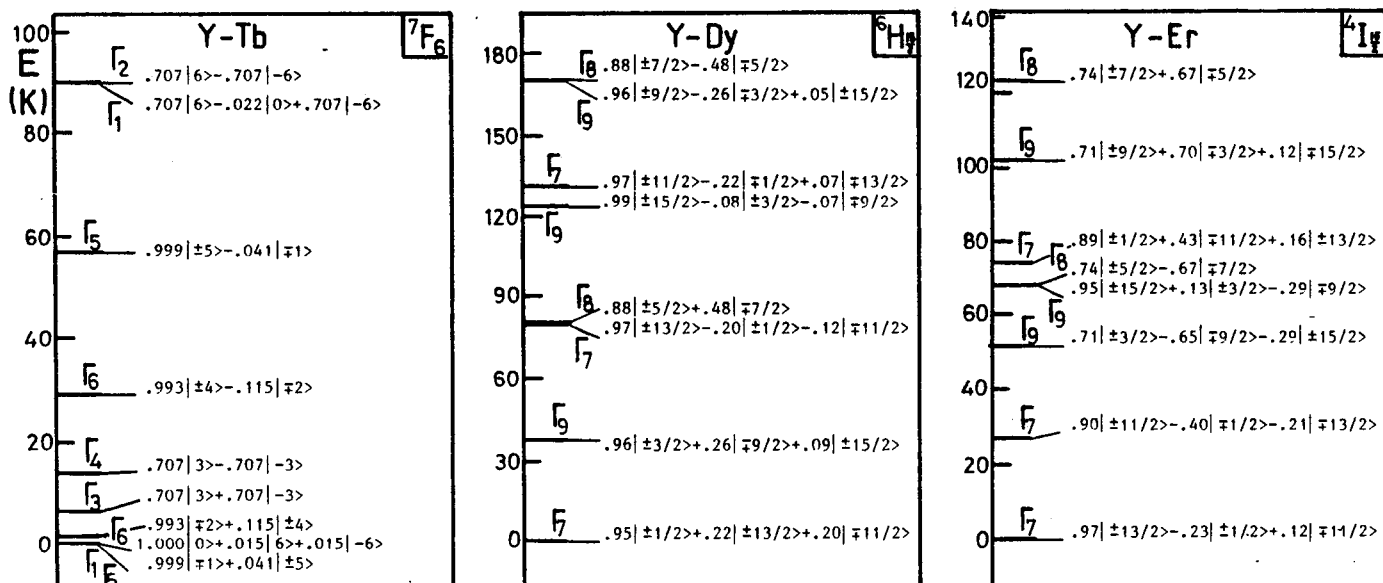 100
E
(K)
80
60
40
20
0
Y-Tb
⁷F₆
Γ₂ .707|6>-.707|-6>
Γ₁ .707|6>-.022|0>+.707|-6>
Γ₅ .999|±5>-.041|∓1>
Γ₆ .993|±4>-.115|∓2>
Γ₄ .707|3>-.707|-3>
Γ₃ .707|3>+.707|-3>
Γ₆ .993|∓2>+.115|±4>
Γ₁ 1.000|0>+.015|6>+.015|-6>
Γ₅ .999|∓1>+.041|±5>
180
150
120
90
60
30
0
Y-Dy
⁶H
Γ₈ .88|±7/2>-.48|∓5/2>
Γ₉ .96|±9/2>-.26|∓3/2>+.05|±15/2>
Γ₇ .97|±11/2>-.22|∓1/2>+.07|∓13/2>
Γ₉ .99|±15/2>-.08|±3/2>-.07|∓9/2>
Γ₈ .88|±5/2>+.48|∓7/2>
Γ₇ .97|±13/2>-.20|±1/2>-.12|∓11/2>
Γ₉ .96|±3/2>+.26|∓9/2>+.09|±15/2>
Γ₇ .95|±1/2>+.22|±13/2>+.20|∓11/2>
140
120
100
80
60
40
20
0
Y-Er
⁴I
Γ₈ .74|±7/2>+.67|∓5/2>
Γ₉ .71|±9/2>+.70|∓3/2>+.12|∓15/2>
Γ₇ .89|±1/2>+.43|∓11/2>+.16|±13/2>
Γ₈ .74|±5/2>-.67|∓7/2>
Γ₉ .95|±15/2>+.13|±3/2>-.29|∓9/2>
Γ₉ .71|±3/2>-.65|∓9/2>-.29|±15/2>
Γ₇ .90|±11/2>-.40|∓1/2>-.21|∓13/2>
Γ₇ .97|±13/2>-.23|±1/2>+.12|∓11/2>